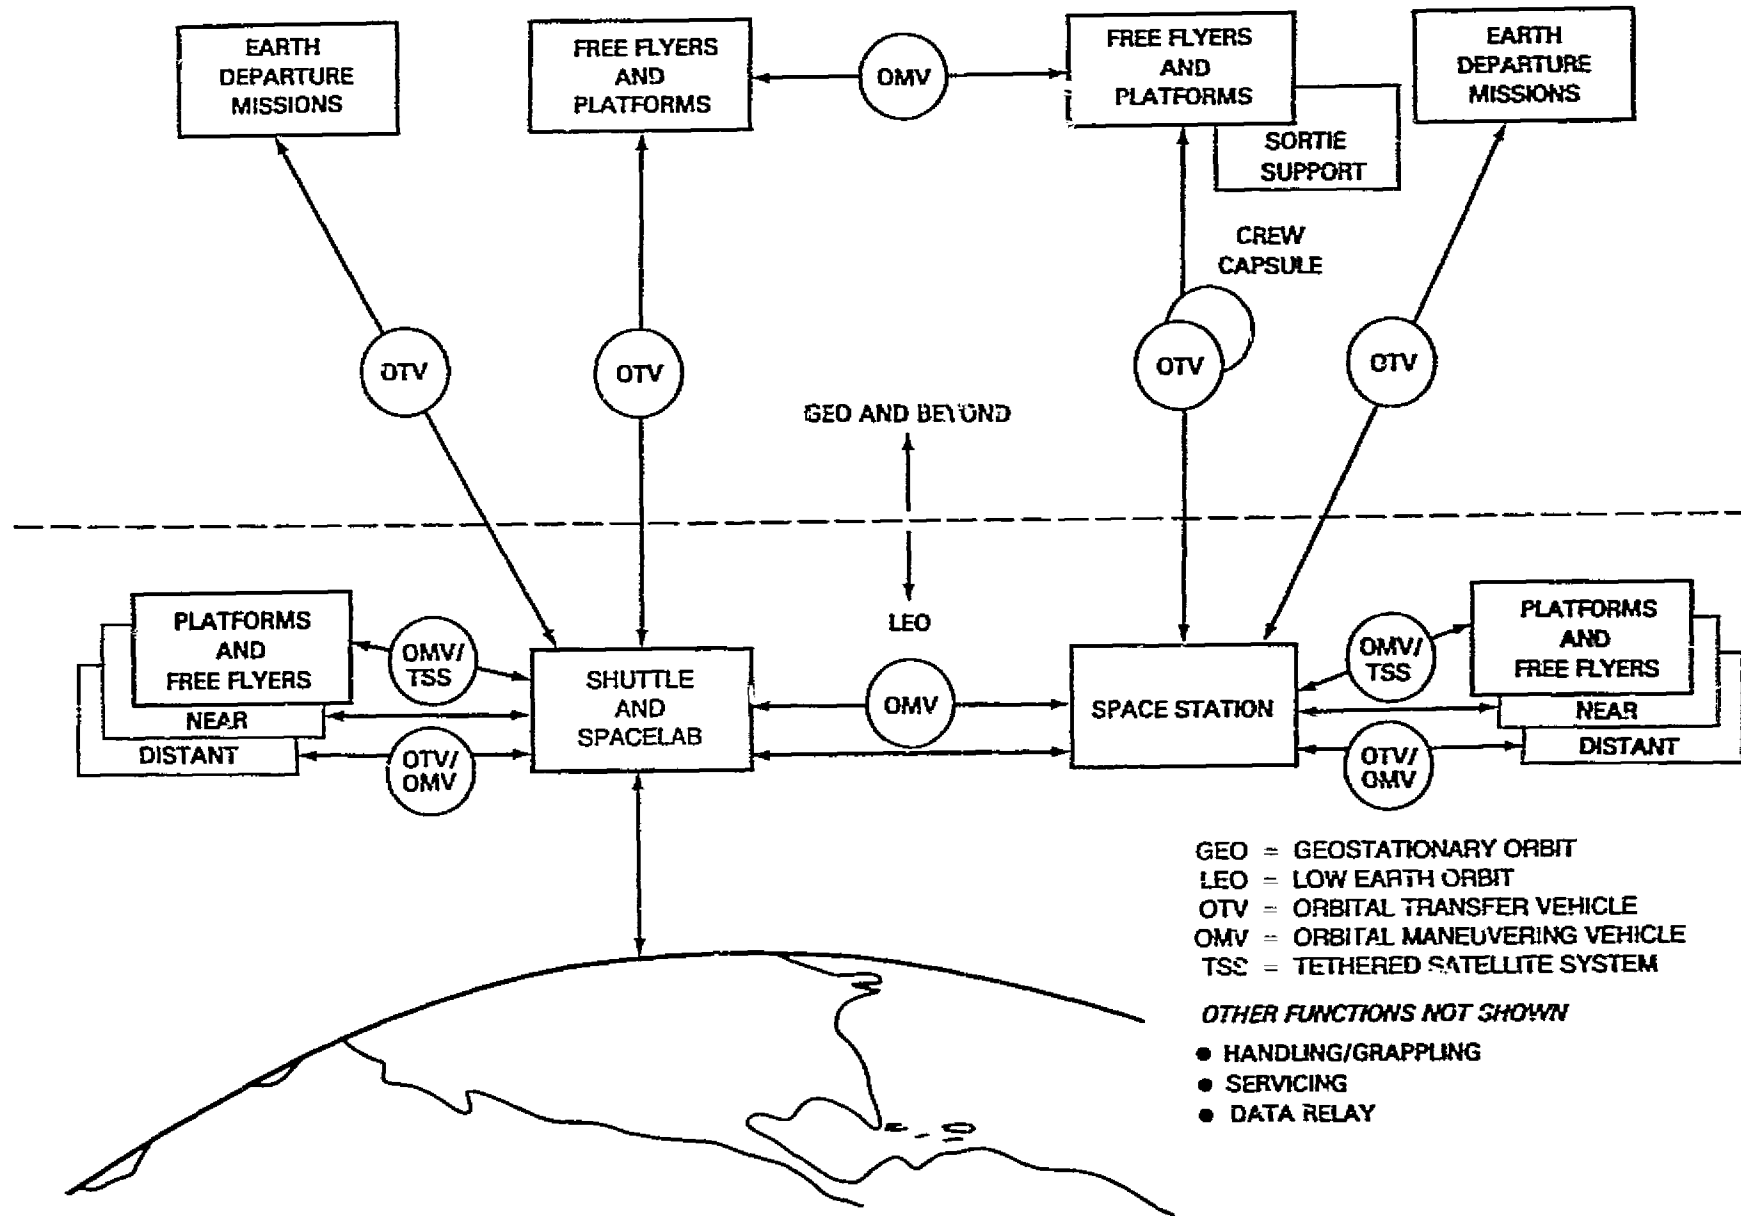 EARTH
DEPARTURE
MISSIONS
FREE FLYERS
AND
PLATFORMS
OMV
FREE FLYERS
AND
PLATFORMS
SORTIE
SUPPORT
EARTH
DEPARTURE
MISSIONS
CREW
CAPSULE
OTV
OTV
OTV
OTV
GEO AND BEYOND
LEO
PLATFORMS
AND
FREE FLYERS
NEAR
DISTANT
OMV/
TSS
OTV/
OMV
SHUTTLE
AND
SPACELAB
OMV
SPACE STATION
OMV/
TSS
OTV/
OMV
PLATFORMS
AND
FREE FLYERS
NEAR
DISTANT
GEO = GEOSTATIONARY ORBIT
LEO = LOW EARTH ORBIT
OTV = ORBITAL TRANSFER VEHICLE
OMV = ORBITAL MANEUVERING VEHICLE
TSS = TETHERED SATELLITE SYSTEM
OTHER FUNCTIONS NOT SHOWN
● HANDLING/GRAPPLING
● SERVICING
● DATA RELAY